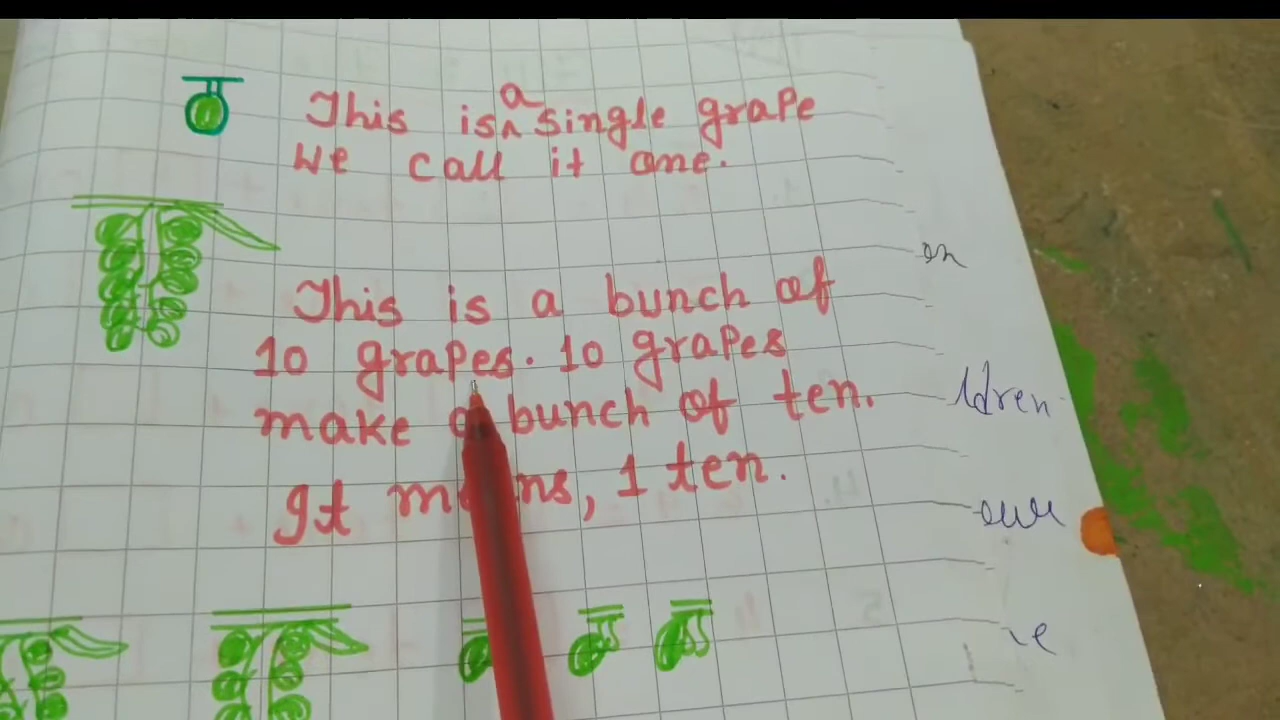 This is a single grape
We call it one.
This is a bunch of
10 grapes. 10 grapes
make a bunch of ten.
It means, 1 ten.